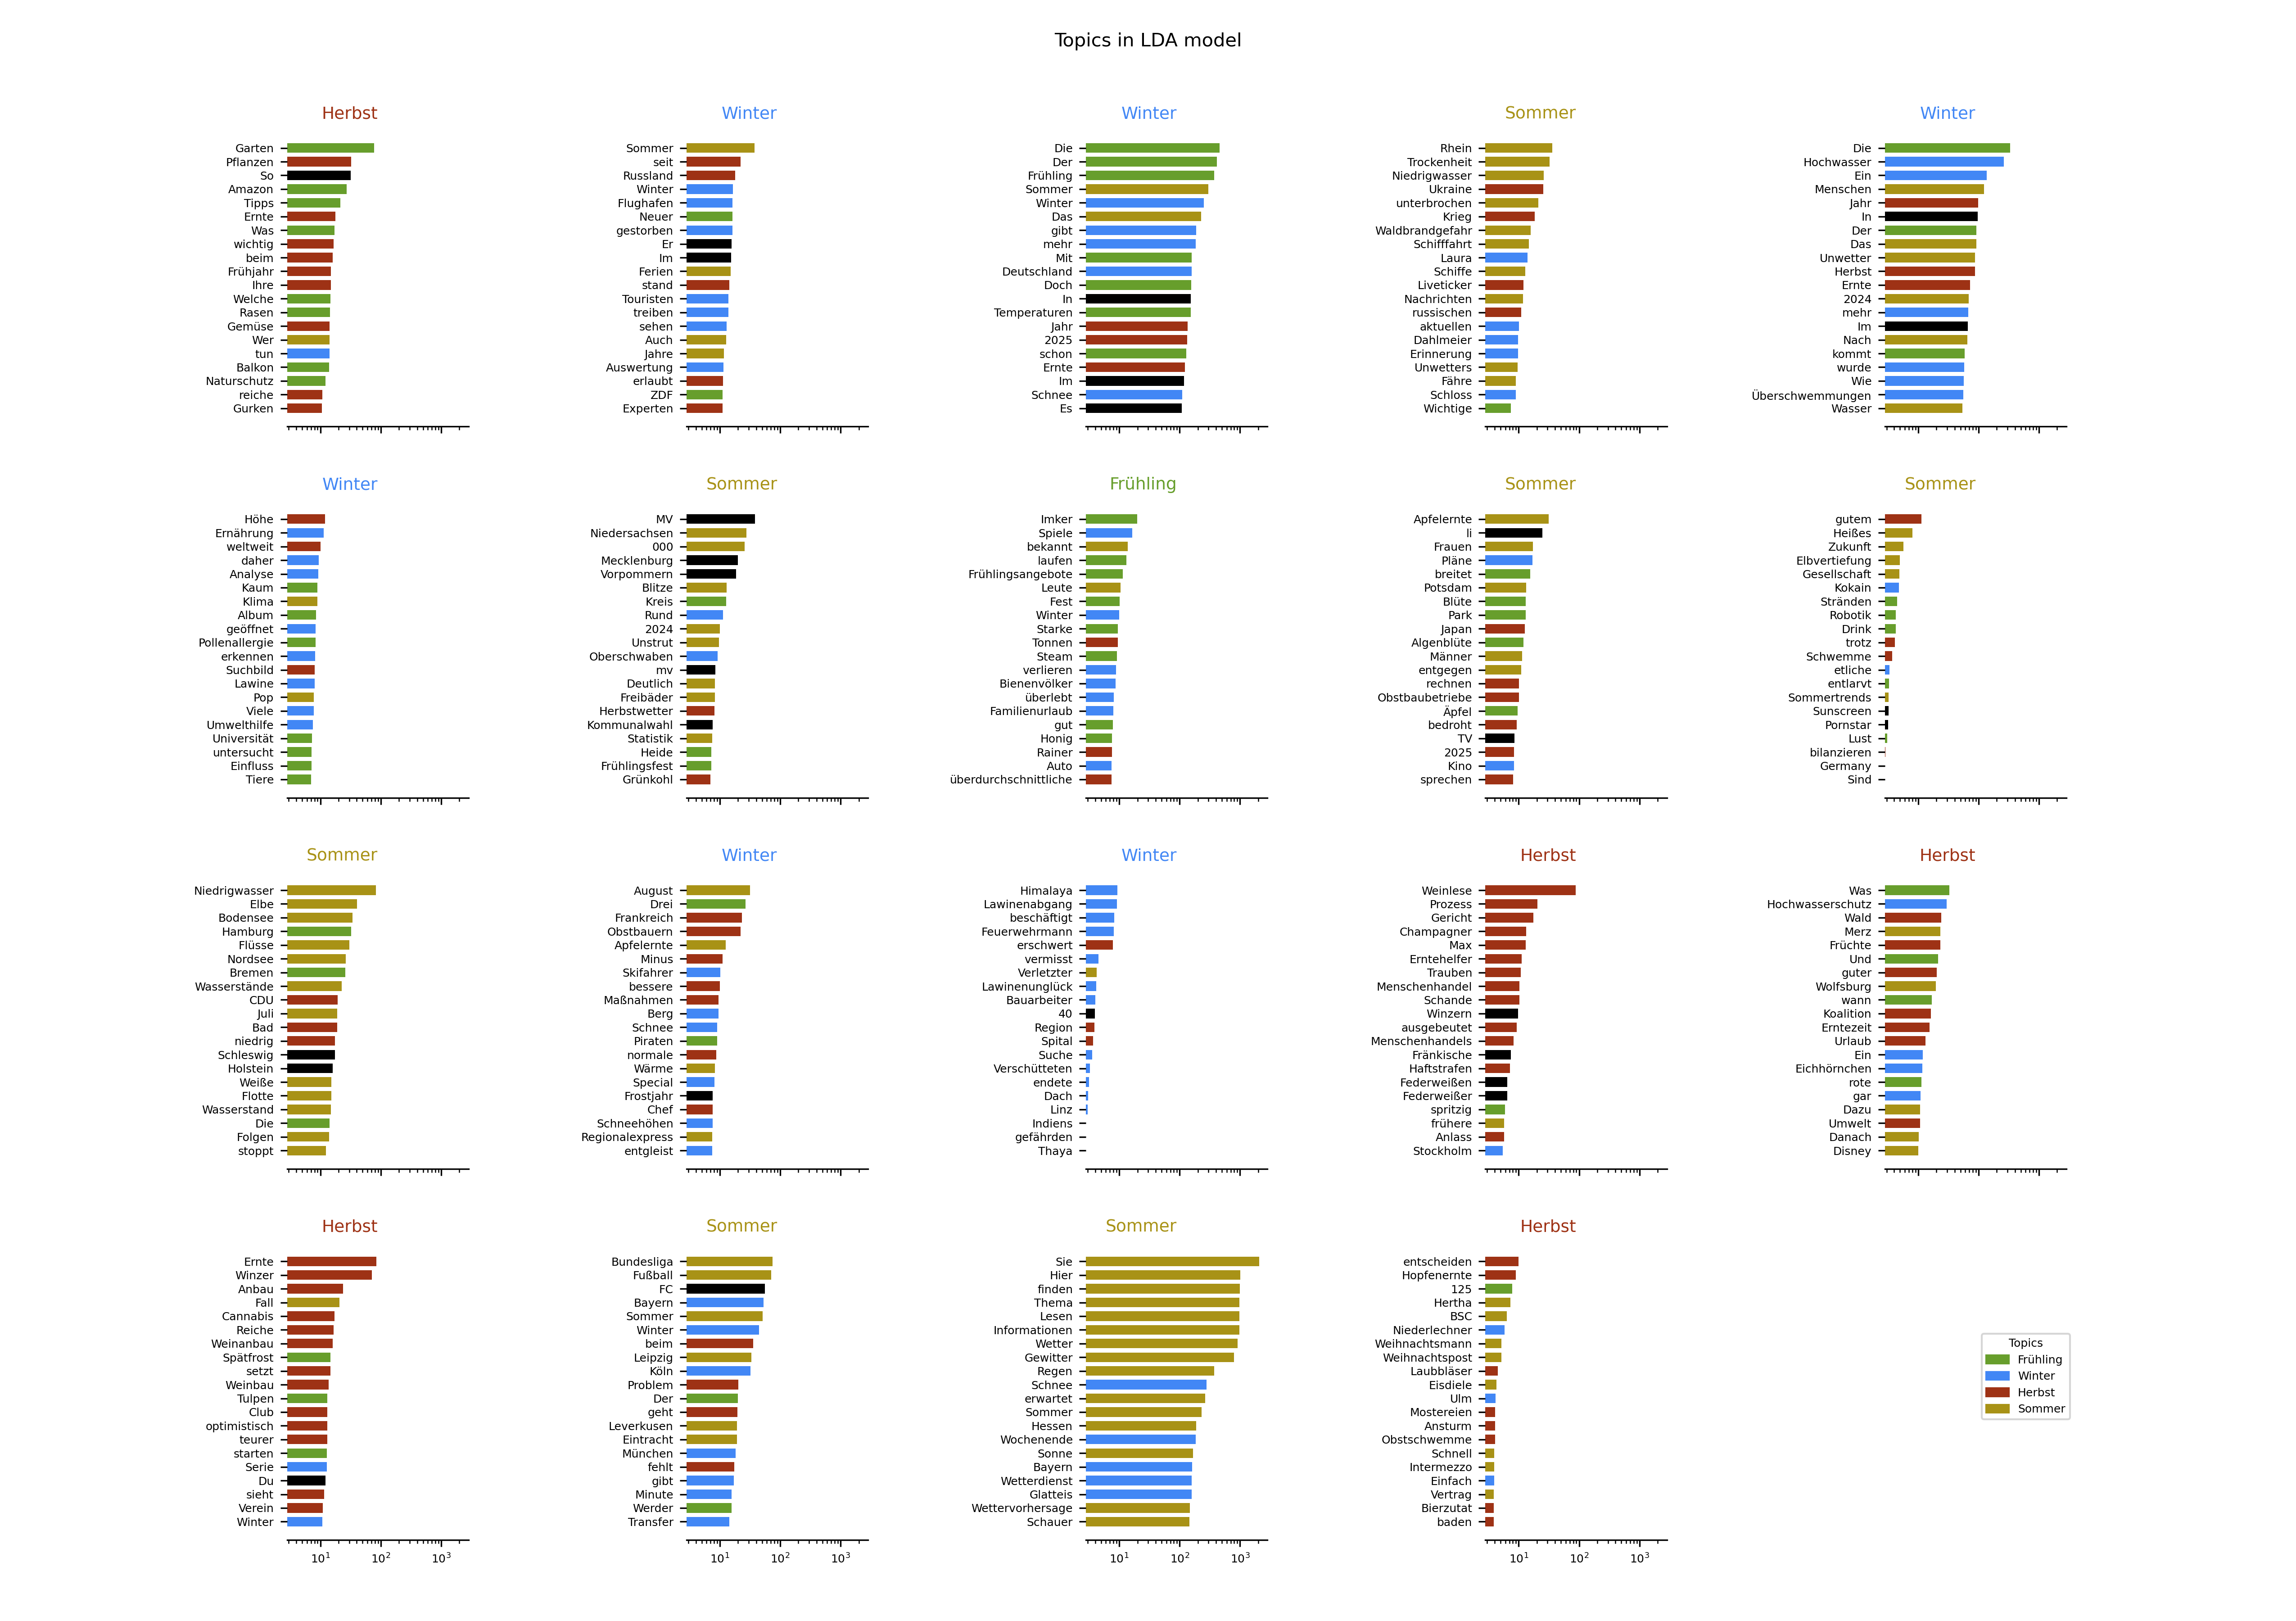 Topics in LDA model
Herbst
Garten
Pflanzen
So
Amazon
Tipps
Ernte
Was
wichtig
beim
Frühjahr
Ihre
Welche
Rasen
Gemüse
Wer
tun
Balkon
Naturschutz
reiche
Gurken
Winter
Sommer
seit
Russland
Winter
Flughafen
Neuer
gestorben
Er
Im
Ferien
stand
Touristen
treiben
sehen
Auch
Jahre
Auswertung
erlaubt
ZDF
Experten
Winter
Die
Der
Frühling
Sommer
Winter
Das
gibt
mehr
Mit
Deutschland
Doch
In
Temperaturen
Jahr
2025
schon
Ernte
Im
Schnee
Es
Sommer
Rhein
Trockenheit
Niedrigwasser
Ukraine
unterbrochen
Krieg
Waldbrandgefahr
Schifffahrt
Laura
Schiffe
Liveticker
Nachrichten
russischen
aktuellen
Dahlmeier
Erinnerung
Unwetters
Fähre
Schloss
Wichtige
Winter
Die
Hochwasser
Ein
Menschen
Jahr
In
Der
Das
Unwetter
Herbst
Ernte
2024
mehr
Im
Nach
kommt
wurde
Wie
Überschwemmungen
Wasser
Winter
Höhe
Ernährung
weltweit
daher
Analyse
Kaum
Klima
Album
geöffnet
Pollenallergie
erkennen
Suchbild
Lawine
Pop
Viele
Umwelthilfe
Universität
untersucht
Einfluss
Tiere
Sommer
MV
Niedersachsen
000
Mecklenburg
Vorpommern
Blitze
Kreis
Rund
2024
Unstrut
Oberschwaben
mv
Deutlich
Freibäder
Herbstwetter
Kommunalwahl
Statistik
Heide
Frühlingsfest
Grünkohl
Frühling
Imker
Spiele
bekannt
laufen
Frühlingsangebote
Leute
Fest
Winter
Starke
Tonnen
Steam
verlieren
Bienenvölker
überlebt
Familienurlaub
gut
Honig
Rainer
Auto
überdurchschnittliche
Sommer
Apfelernte
li
Frauen
Pläne
breitet
Potsdam
Blüte
Park
Japan
Algenblüte
Männer
entgegen
rechnen
Obstbaubetriebe
Äpfel
bedroht
TV
2025
Kino
sprechen
Sommer
gutem
Heißes
Zukunft
Elbvertiefung
Gesellschaft
Kokain
Stränden
Robotik
Drink
trotz
Schwemme
etliche
entlarvt
Sommertrends
Sunscreen
Pornstar
Lust
bilanzieren
Germany
Sind
Sommer
Niedrigwasser
Elbe
Bodensee
Hamburg
Flüsse
Nordsee
Bremen
Wasserstände
CDU
Juli
Bad
niedrig
Schleswig
Holstein
Weiße
Flotte
Wasserstand
Die
Folgen
stoppt
Winter
August
Drei
Frankreich
Obstbauern
Apfelernte
Minus
Skifahrer
bessere
Maßnahmen
Berg
Schnee
Piraten
normale
Wärme
Special
Frostjahr
Chef
Schneehöhen
Regionalexpress
entgleist
Winter
Himalaya
Lawinenabgang
beschäftigt
Feuerwehrmann
erschwert
vermisst
Verletzter
Lawinenunglück
Bauarbeiter
40
Region
Spital
Suche
Verschütteten
endete
Dach
Linz
Indiens
gefährden
Thaya
Herbst
Weinlese
Prozess
Gericht
Champagner
Max
Erntehelfer
Trauben
Menschenhandel
Schande
Winzern
ausgebeutet
Menschenhandels
Fränkische
Haftstrafen
Federweißen
Federweißer
spritzig
frühere
Anlass
Stockholm
Herbst
Was
Hochwasserschutz
Wald
Merz
Früchte
Und
guter
Wolfsburg
wann
Koalition
Erntezeit
Urlaub
Ein
Eichhörnchen
rote
gar
Dazu
Umwelt
Danach
Disney
Herbst
Ernte
Winzer
Anbau
Fall
Cannabis
Reiche
Weinanbau
Spätfrost
setzt
Weinbau
Tulpen
Club
optimistisch
teurer
starten
Serie
Du
sieht
Verein
Winter
10¹ 10² 10³
Sommer
Bundesliga
Fußball
FC
Bayern
Sommer
Winter
beim
Leipzig
Köln
Problem
Der
geht
Leverkusen
Eintracht
München
fehlt
gibt
Minute
Werder
Transfer
10¹ 10² 10³
Sommer
Sie
Hier
finden
Thema
Lesen
Informationen
Wetter
Gewitter
Regen
Schnee
erwartet
Sommer
Hessen
Wochenende
Sonne
Bayern
Wetterdienst
Glatteis
Wettervorhersage
Schauer
10¹ 10² 10³
Herbst
entscheiden
Hopfenernte
125
Hertha
BSC
Niederlechner
Weihnachtsmann
Weihnachtspost
Laubbläser
Eisdiele
Ulm
Mostereien
Ansturm
Obstschwemme
Schnell
Intermezzo
Einfach
Vertrag
Bierzutat
baden
10¹ 10² 10³
Topics
Frühling
Winter
Herbst
Sommer